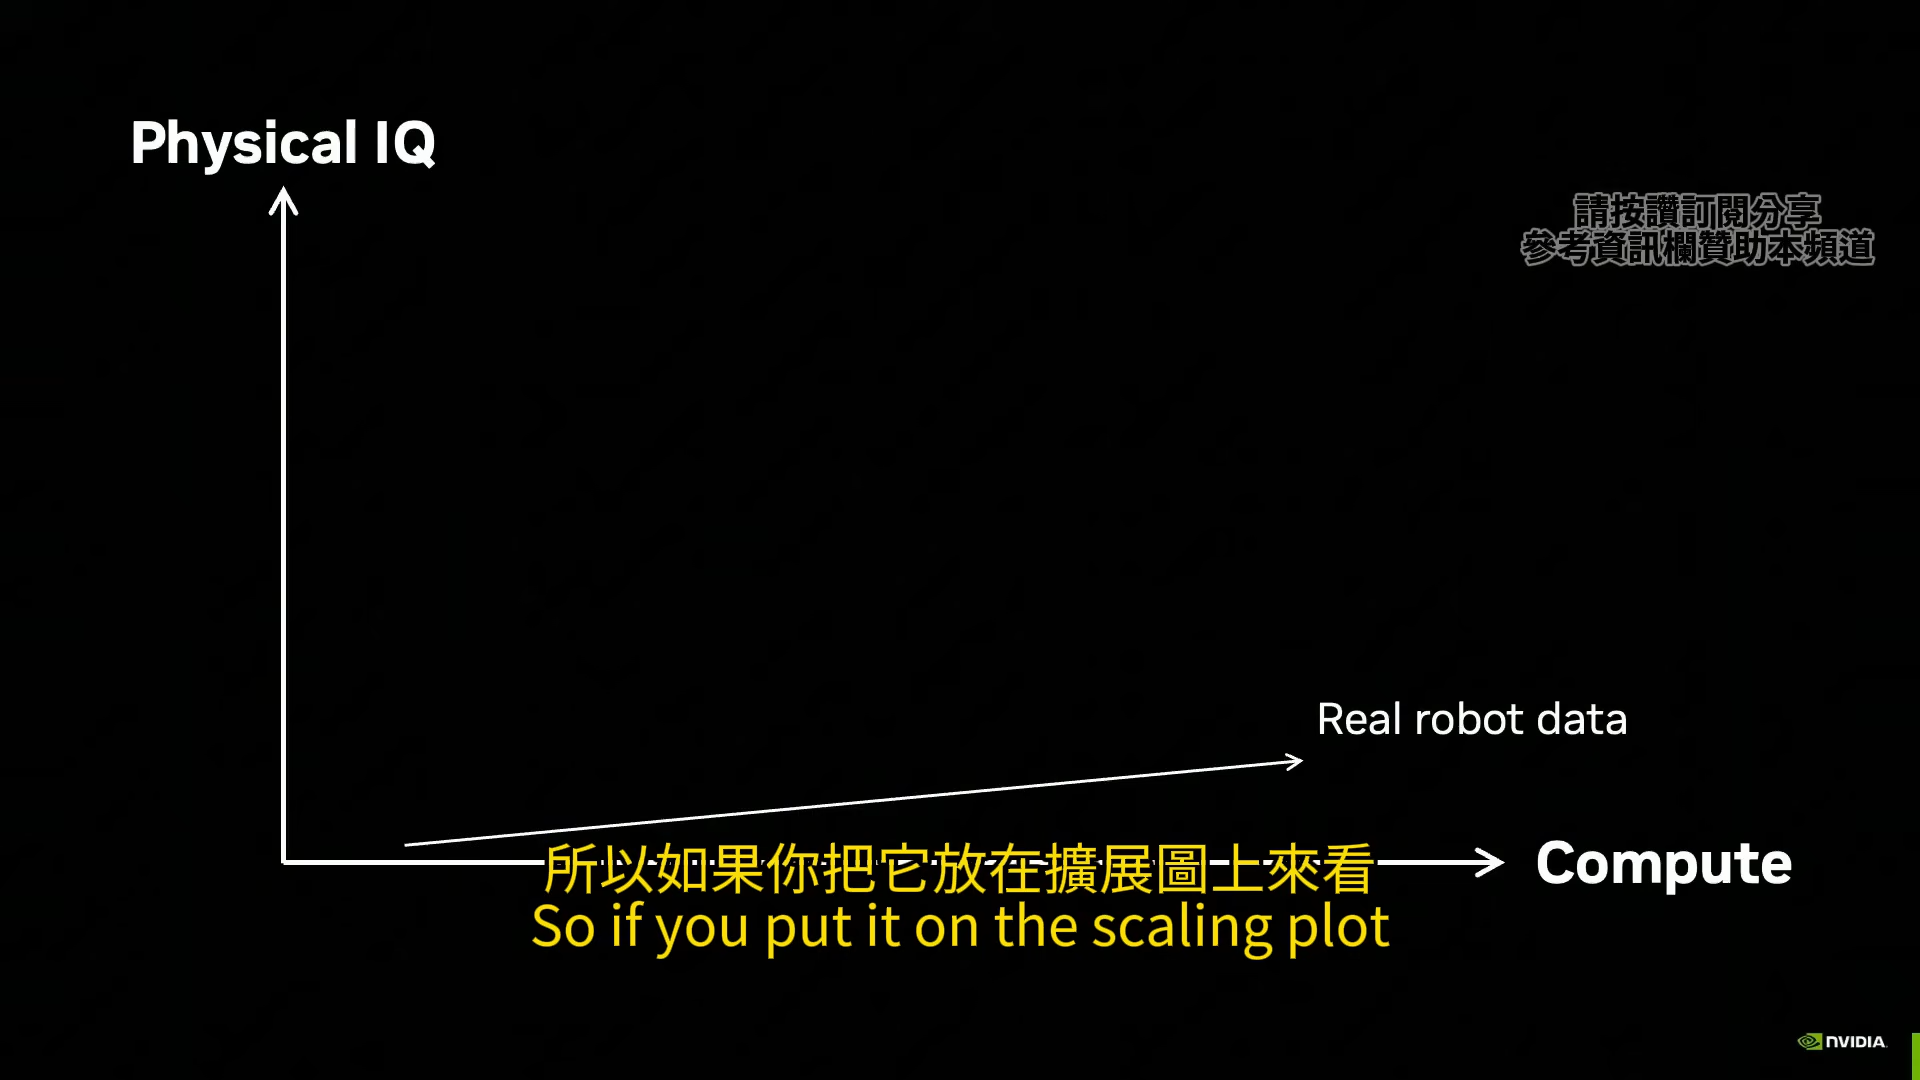 Physical IQ
請按讚訂閱分享
參考資訊欄贊助本頻道
Real robot data
Compute
所以如果你把它放在擴展圖上來看
So if you put it on the scaling plot
NVIDIA